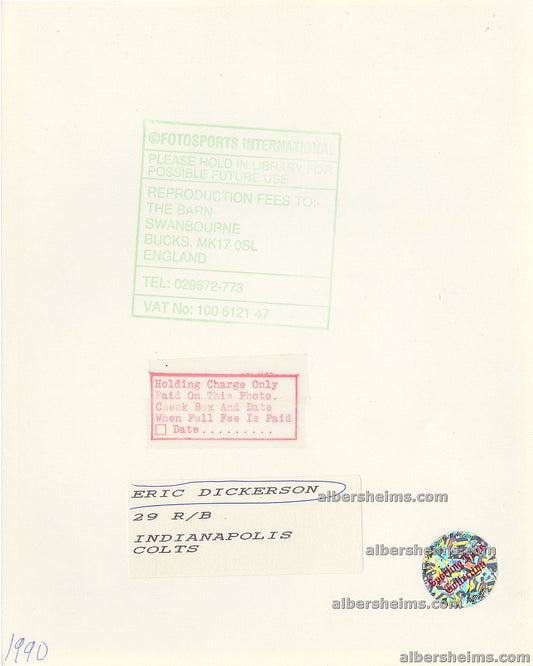 ©FOTOSPORTS INTERNATIONAL
PLEASE HOLD IN LIBRARY FOR
POSSIBLE FUTURE USE
REPRODUCTION FEES TO:-
THE BARN
SWANBOURNE
BUCKS. MK17 0SL
ENGLAND
TEL: 029672-773
VAT No: 100 6121 47
Holding Charge Only
Paid On This Photo.
Check Box And Date
When Full Fee Is Paid
Date..........
ERIC DICKERSON
albersheims.com
29 R/B
INDIANAPOLIS
COLTS
albersheims.com
albersheims.com
1990
albersheims.com